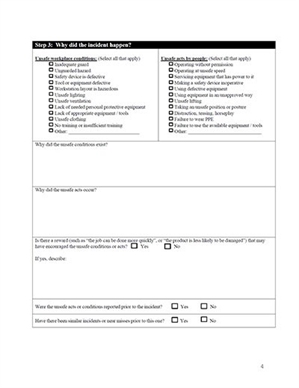 Step 3: Why did the incident happen?
Unsafe workplace conditions: (Select all that apply)
Inadequate guard
Unguarded hazard
Safety device is defective
Tool or equipment defective
Workstation layout is hazardous
Unsafe lighting
Unsafe ventilation
Lack of needed personal protective equipment
Lack of appropriate equipment / tools
Unsafe clothing
No training or insufficient training
Other:
Unsafe acts by people: (Select all that apply)
Operating without permission
Operating at unsafe speed
Servicing equipment that has power to it
Making a safety device inoperative
Using defective equipment
Using equipment in an unapproved way
Unsafe lifting
Taking an unsafe position or posture
Distraction, teasing, horseplay
Failure to wear PPE
Failure to use the available equipment / tools
Other:
Why did the unsafe conditions exist?
Why did the unsafe acts occur?
Is there a reward (such as “the job can be done more quickly”, or “the product is less likely to be damaged”) that may
have encouraged the unsafe conditions or acts? Yes No
If yes, describe:
Were the unsafe acts or conditions reported prior to the incident? Yes No
Have there been similar incidents or near misses prior to this one? Yes No
4